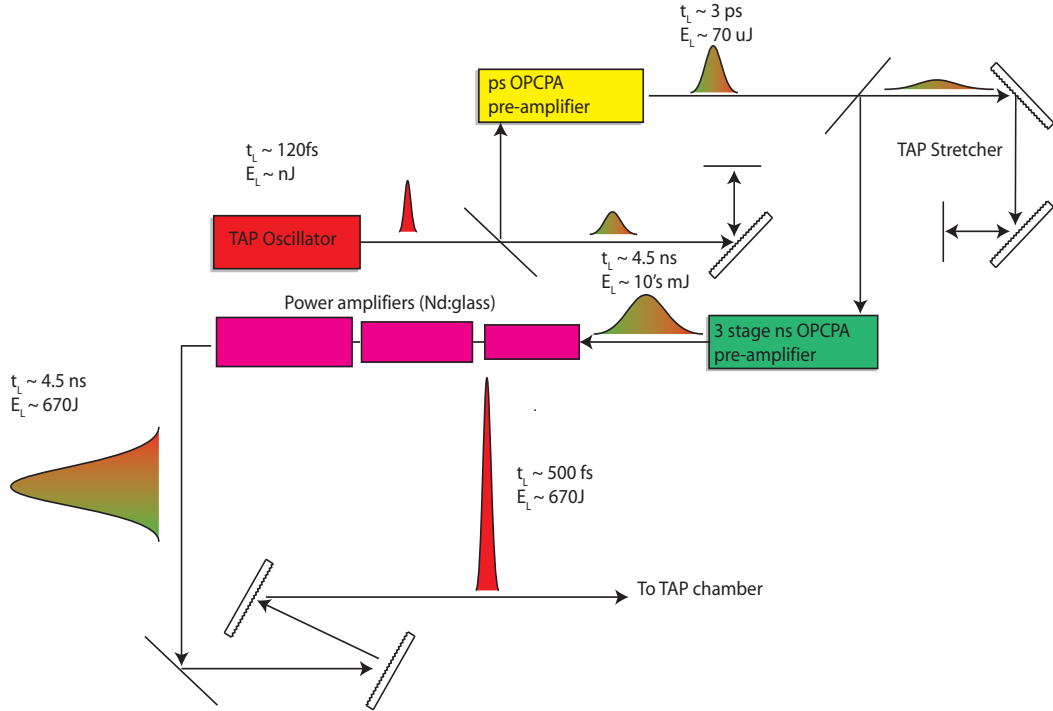 t_L ~ 3 ps
E_L ~ 70 uJ
ps OPCPA
pre-amplifier
TAP Stretcher
t_L ~ 120fs
E_L ~ nJ
TAP Oscillator
t_L ~ 4.5 ns
E_L ~ 10's mJ
Power amplifiers (Nd:glass)
3 stage ns OPCPA
pre-amplifier
t_L ~ 4.5 ns
E_L ~ 670J
t_L ~ 500 fs
E_L ~ 670J
To TAP chamber